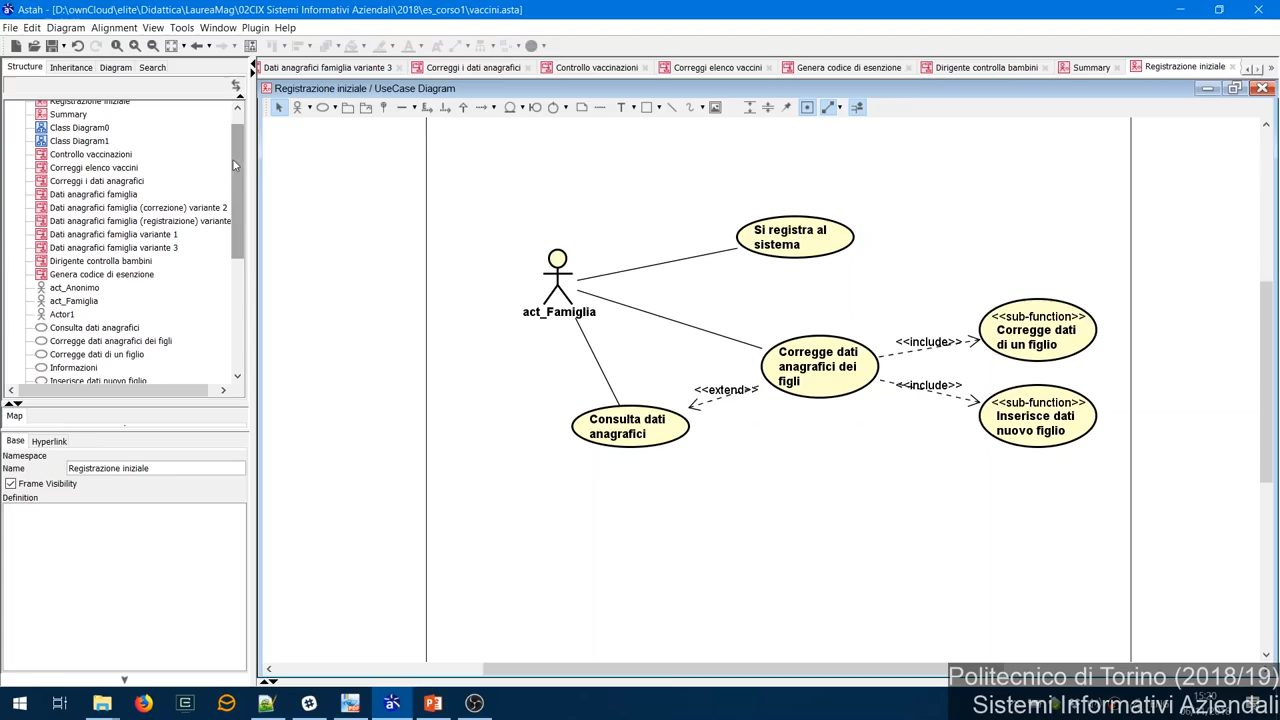 Astah - [D:\ownCloud\elite\Didattica\LaureaMag\02CIX Sistemi Informativi Aziendali\2018\es_corso1\vaccini.asta]
File Edit Diagram Alignment View Tools Window Plugin Help
Structure Inheritance Diagram Search
Dati anagrafici famiglia variante 3 Correggi i dati anagrafici Controllo vaccinazioni Correggi elenco vaccini Genera codice di esenzione Dirigente controlla bambini Summary Registrazione iniziale
Registrazione iniziale / UseCase Diagram
Registrazione iniziale
Summary
Class Diagram0
Class Diagram1
Controllo vaccinazioni
Correggi elenco vaccini
Correggi i dati anagrafici
Dati anagrafici famiglia
Dati anagrafici famiglia (correzione) variante 2
Dati anagrafici famiglia (registraizione) variante
Dati anagrafici famiglia variante 1
Dati anagrafici famiglia variante 3
Dirigente controlla bambini
Genera codice di esenzione
act_Anonimo
act_Famiglia
Actor1
Consulta dati anagrafici
Corregge dati anagrafici dei figli
Corregge dati di un figlio
Informazioni
Inserisce dati nuovo figlio
Map
Base Hyperlink
Namespace
Name Registrazione iniziale
Frame Visibility
Definition
Si registra al
sistema
act_Famiglia
<<sub-function>>
Corregge dati
di un figlio
<<include>>
Corregge dati
anagrafici dei
figli
<<include>>
<<extend>>
<<sub-function>>
Inserisce dati
nuovo figlio
Consulta dati
anagrafici
Politecnico di Torino (2018/19)
15:20
Sistemi Informativi Aziendali